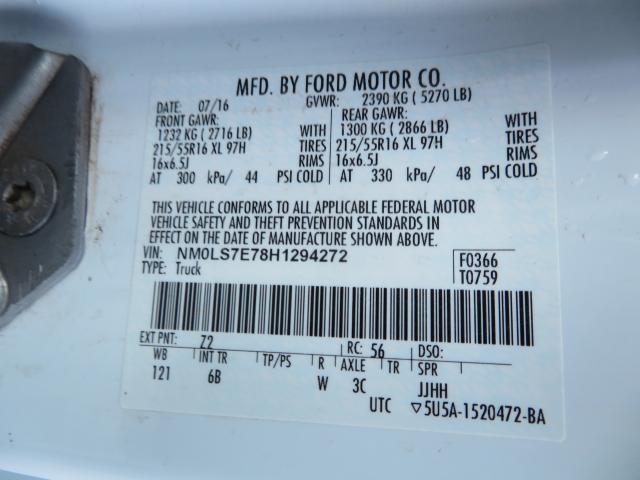 MFD. BY FORD MOTOR CO.
DATE: 07/16 GVWR: 2390 KG ( 5270 LB)
FRONT GAWR: REAR GAWR:
1232 KG ( 2716 LB) WITH 1300 KG ( 2866 LB) WITH
215/55R16 XL 97H TIRES 215/55R16 XL 97H TIRES
16x6.5J RIMS 16x6.5J RIMS
AT 300 kPa/ 44 PSI COLD AT 330 kPa/ 48 PSI COLD
THIS VEHICLE CONFORMS TO ALL APPLICABLE FEDERAL MOTOR
VEHICLE SAFETY AND THEFT PREVENTION STANDARDS IN
EFFECT ON THE DATE OF MANUFACTURE SHOWN ABOVE.
VIN: NM0LS7E78H1294272 F0366
TYPE: Truck T0759
EXT PNT: Z2 RC: 56 DSO:
WB INT TR TP/PS R AXLE TR SPR
121 6B W 3C JJHH
UTC ▽5U5A-1520472-BA